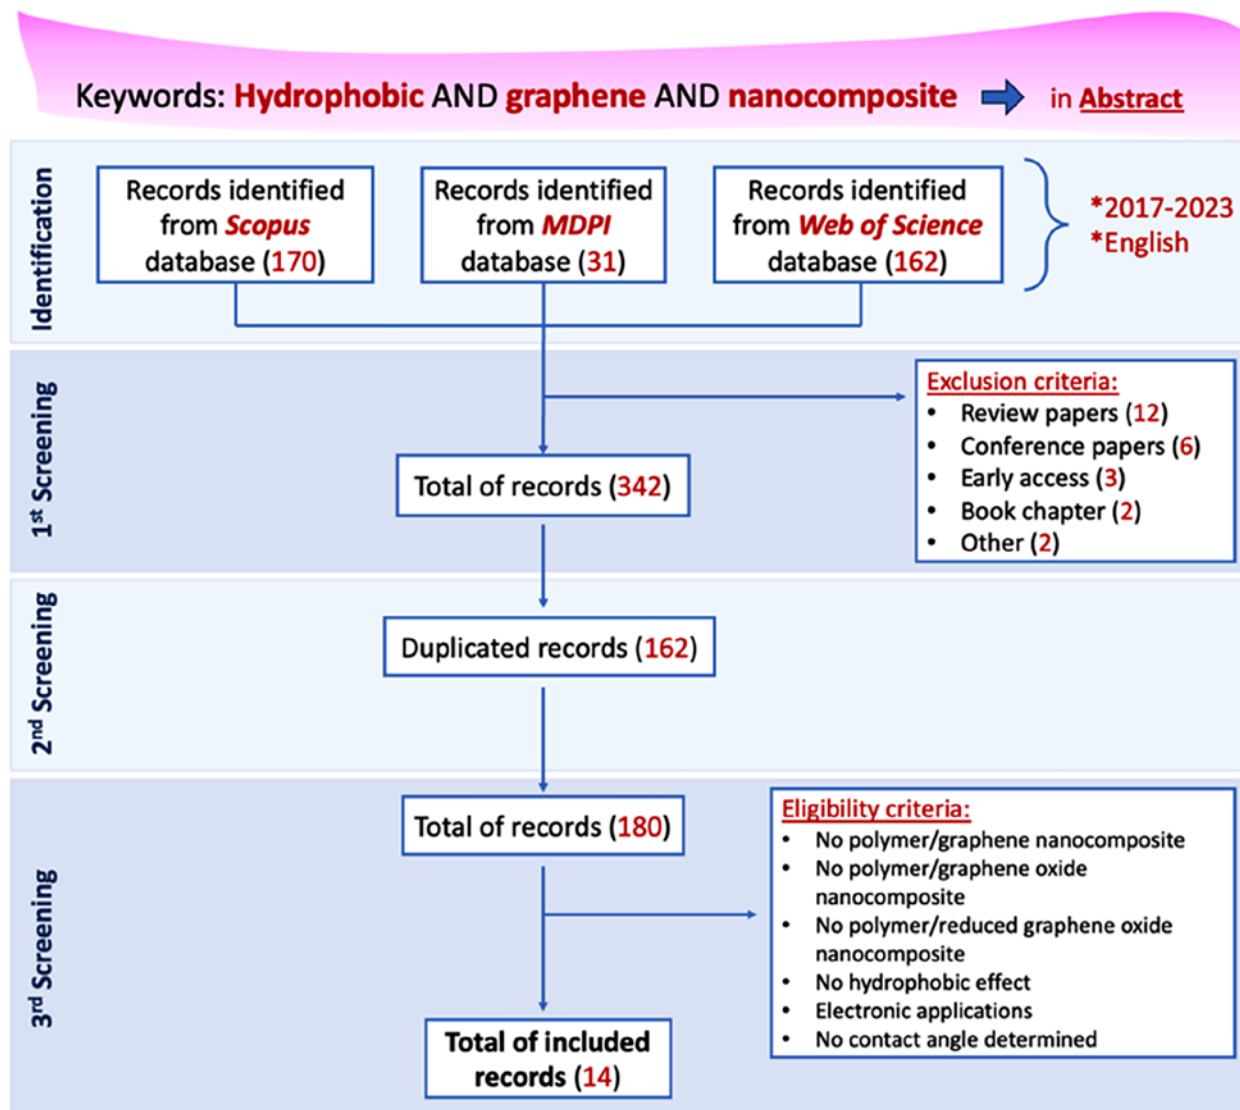 Keywords: Hydrophobic AND graphene AND nanocomposite in Abstract
Identification
Records identified
from Scopus
database (170)
Records identified
from MDPI
database (31)
Records identified
from Web of Science
database (162)
*2017-2023
*English
1st Screening
Exclusion criteria:
• Review papers (12)
• Conference papers (6)
• Early access (3)
• Book chapter (2)
• Other (2)
Total of records (342)
2nd Screening
Duplicated records (162)
3rd Screening
Total of records (180)
Eligibility criteria:
• No polymer/graphene nanocomposite
• No polymer/graphene oxide
nanocomposite
• No polymer/reduced graphene oxide
nanocomposite
• No hydrophobic effect
• Electronic applications
• No contact angle determined
Total of included
records (14)